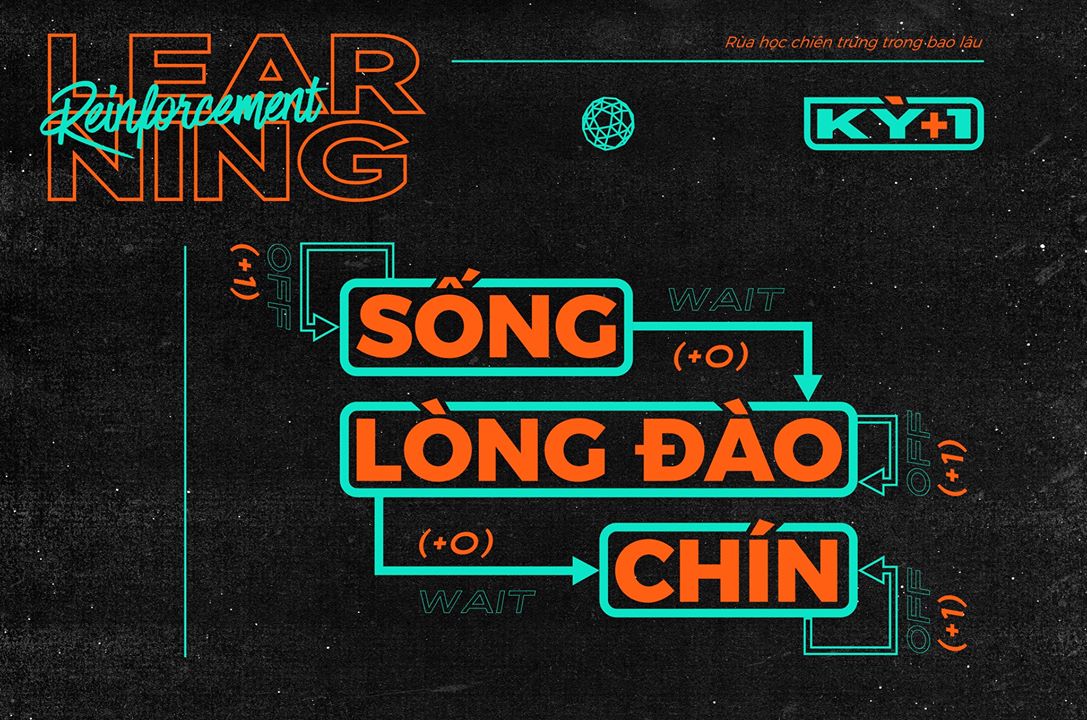 LEAR
Reinforcement
NING
Rùa học chiên trứng trong bao lâu
KỲ+1
OFF
(+1)
SỐNG
WAIT
(+0)
LÒNG ĐÀO
OFF
(+1)
(+0)
WAIT
CHÍN
OFF
(+1)